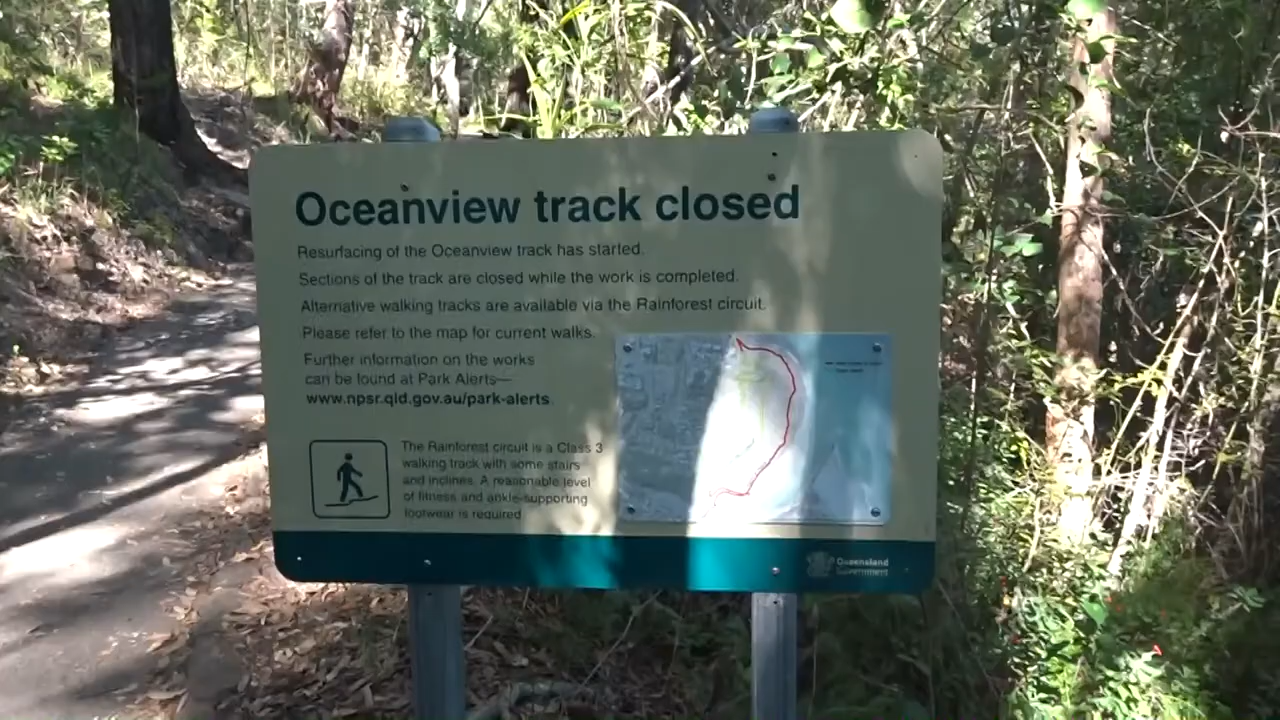 Oceanview track closed
Resurfacing of the Oceanview track has started.
Sections of the track are closed while the work is completed.
Alternative walking tracks are available via the Rainforest circuit.
Please refer to the map for current walks.
Further information on the works
can be found at Park Alerts—
www.npsr.qld.gov.au/park-alerts.
The Rainforest circuit is a Class 3
walking track with some stairs
and inclines. A reasonable level
of fitness and ankle-supporting
footwear is required
Queensland
Government